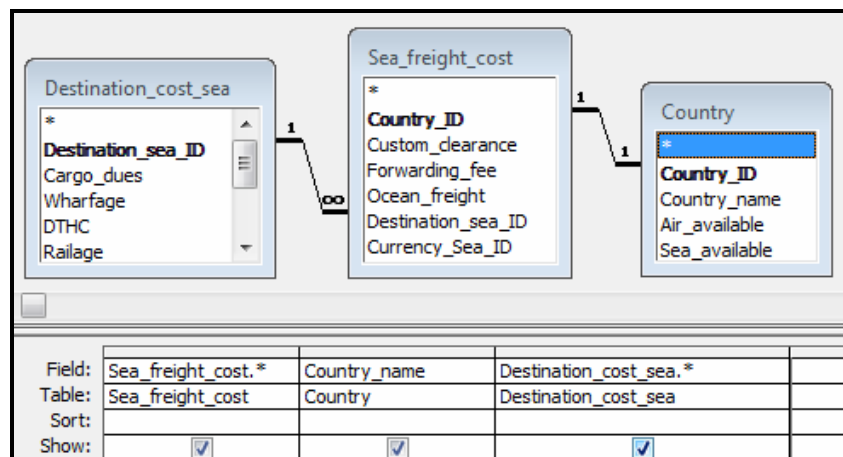 Destination_cost_sea
*
Destination_sea_ID
Cargo_dues
Wharfage
DTHC
Railage
1
∞
Sea_freight_cost
*
Country_ID
Custom_clearance
Forwarding_fee
Ocean_freight
Destination_sea_ID
Currency_Sea_ID
1
1
Country
*
Country_ID
Country_name
Air_available
Sea_available
Field: Sea_freight_cost.* Country_name Destination_cost_sea.*
Table: Sea_freight_cost Country Destination_cost_sea
Sort:
Show: